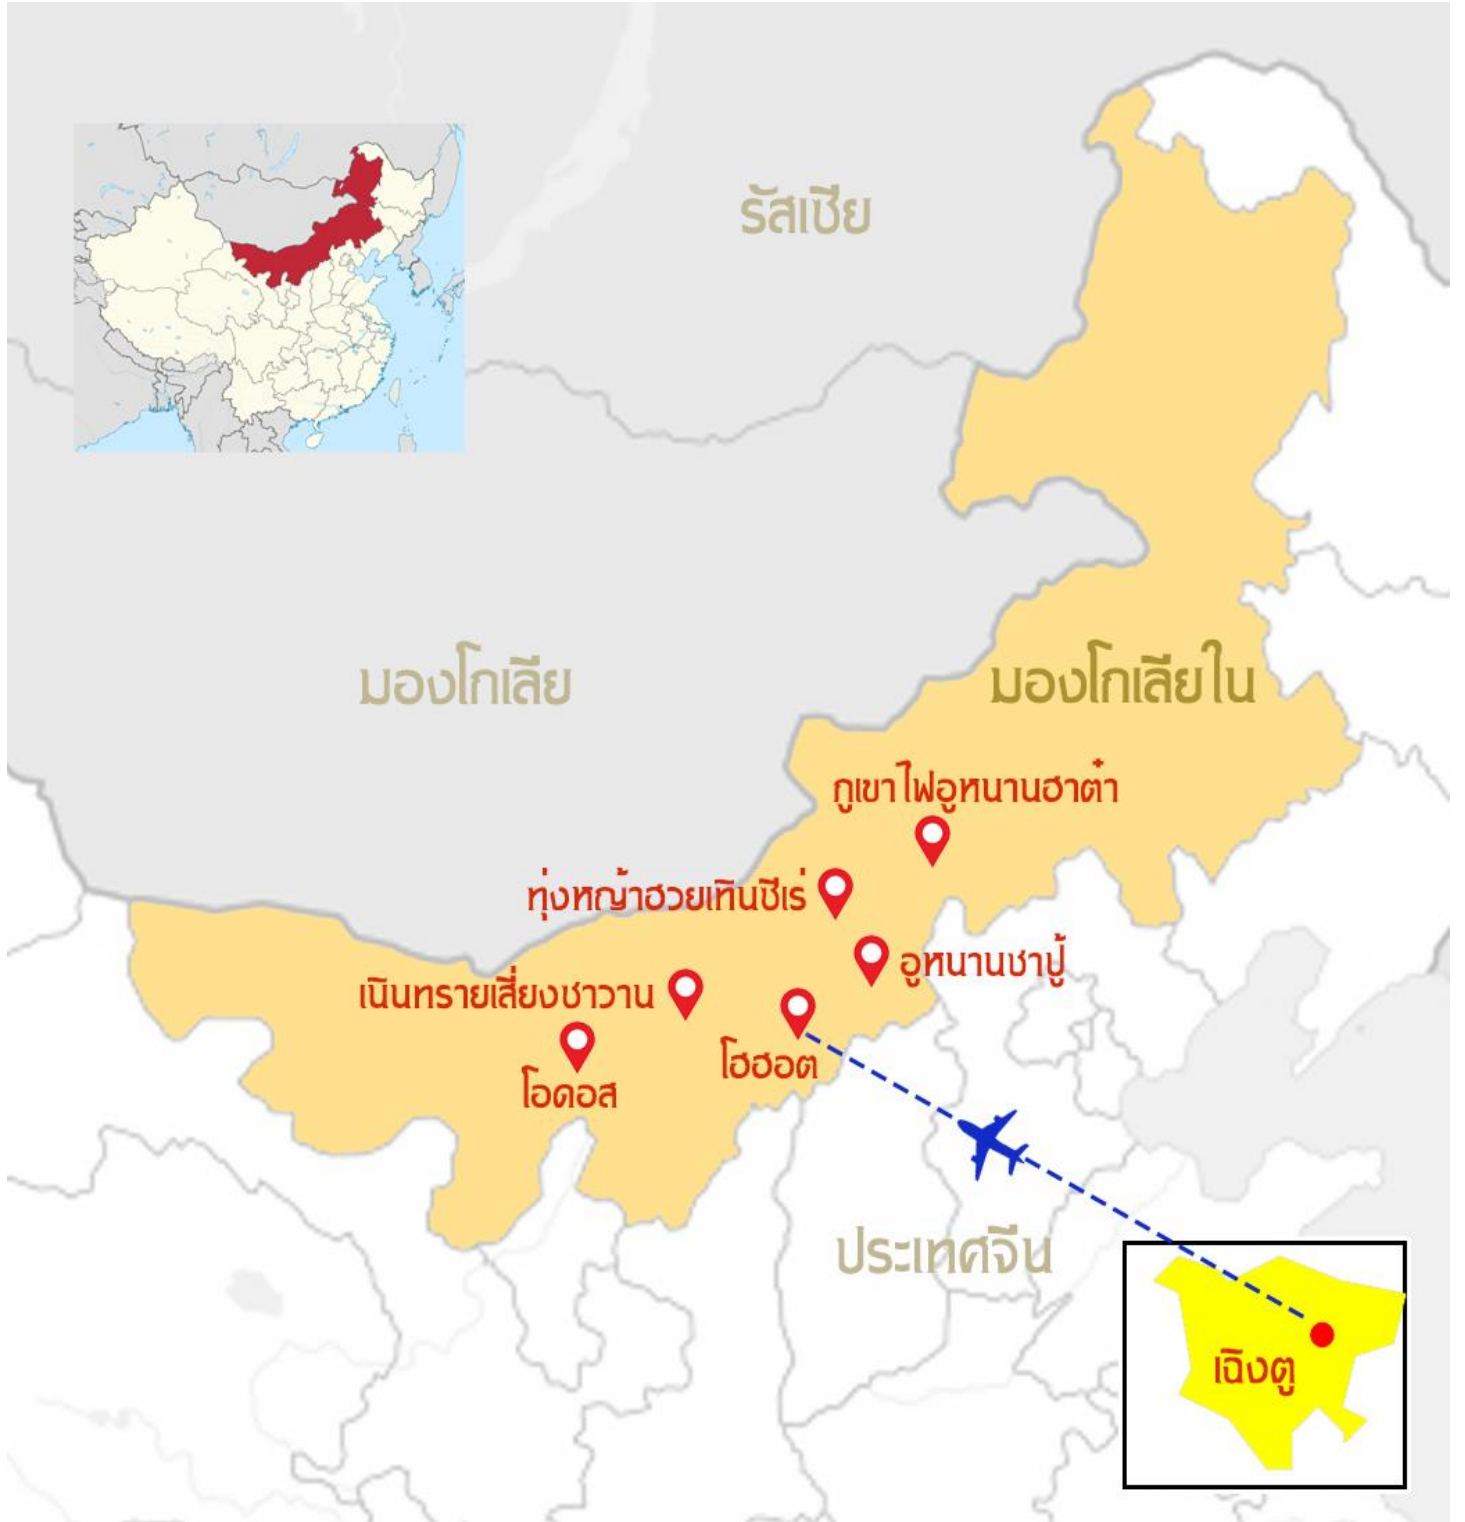 รัสเซีย
มองโกเลีย
มองโกเลียใน
ภูเขาไฟอูหนานฮาต๋า
ทุ่งหญ้าฮวยเทินซีเร่
อูหนานชาปู้
เนินทรายเสี่ยงชาวาน
โฮฮอต
โอดอส
ประเทศจีน
เฉิงตู